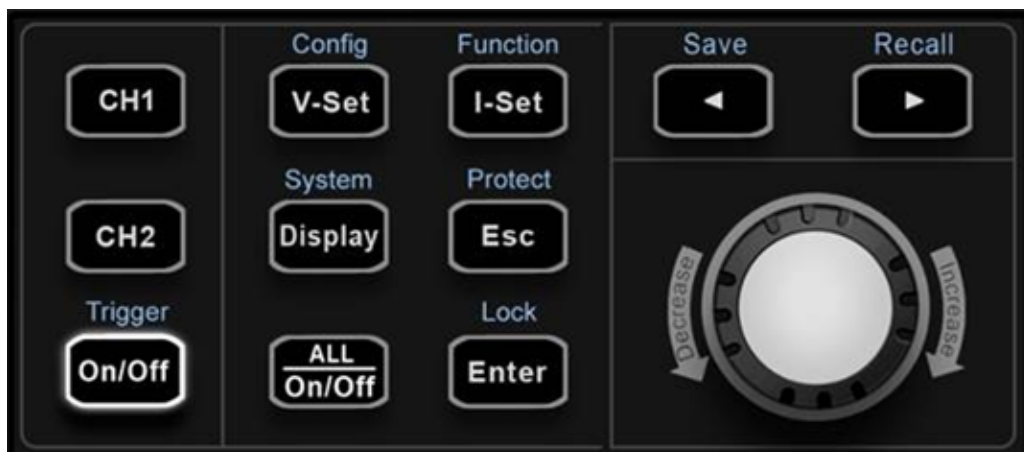 Config Function Save Recall
CH1 V-Set I-Set
System Protect
CH2 Display Esc
Decrease Increase
Trigger Lock
On/Off ALL Enter
On/Off